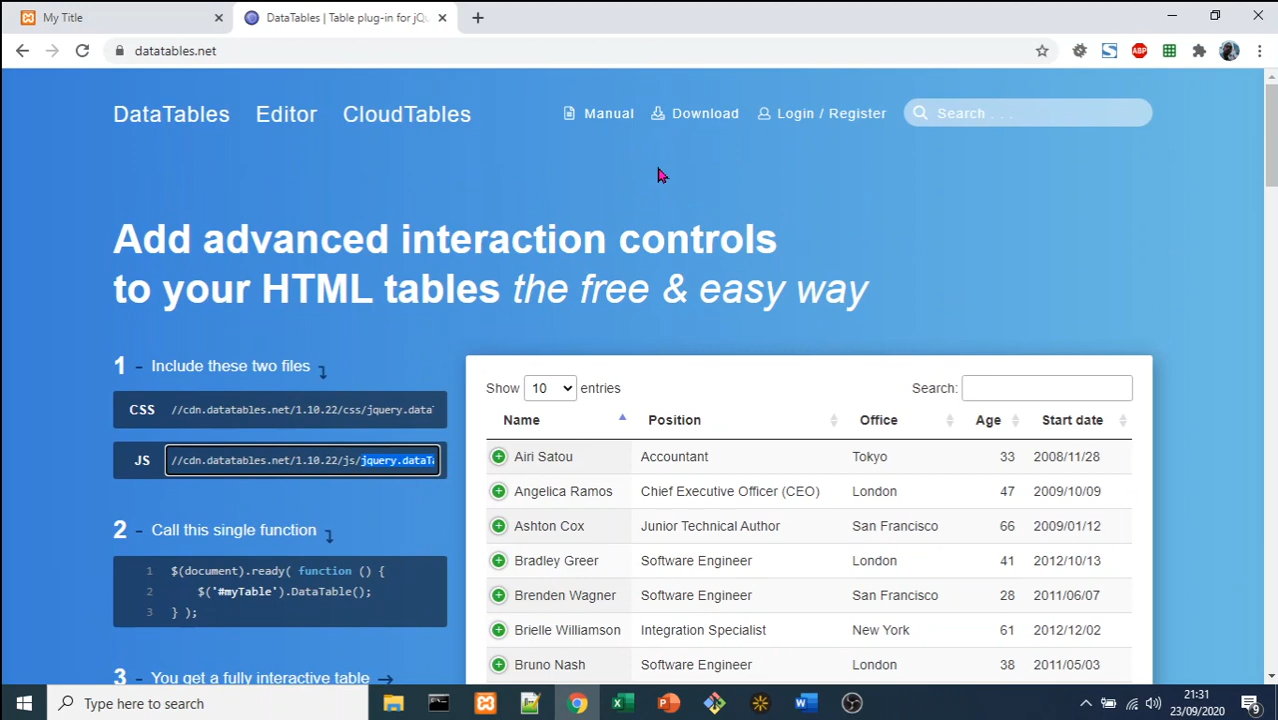 My Title
DataTables | Table plug-in for jQu
datatables.net
ABP
DataTables Editor CloudTables
Manual Download Login / Register Search . . .
Add advanced interaction controls
to your HTML tables the free & easy way
1 - Include these two files
CSS //cdn.datatables.net/1.10.22/css/jquery.dataT
JS //cdn.datatables.net/1.10.22/js/jquery.dataTa
2 - Call this single function
1 $(document).ready( function () {
2 $('#myTable').DataTable();
3 } );
3 - You get a fully interactive table
Show 10 entries Search:
Name Position Office Age Start date
Airi Satou Accountant Tokyo 33 2008/11/28
Angelica Ramos Chief Executive Officer (CEO) London 47 2009/10/09
Ashton Cox Junior Technical Author San Francisco 66 2009/01/12
Bradley Greer Software Engineer London 41 2012/10/13
Brenden Wagner Software Engineer San Francisco 28 2011/06/07
Brielle Williamson Integration Specialist New York 61 2012/12/02
Bruno Nash Software Engineer London 38 2011/05/03
Type here to search
21:31
23/09/2020
9